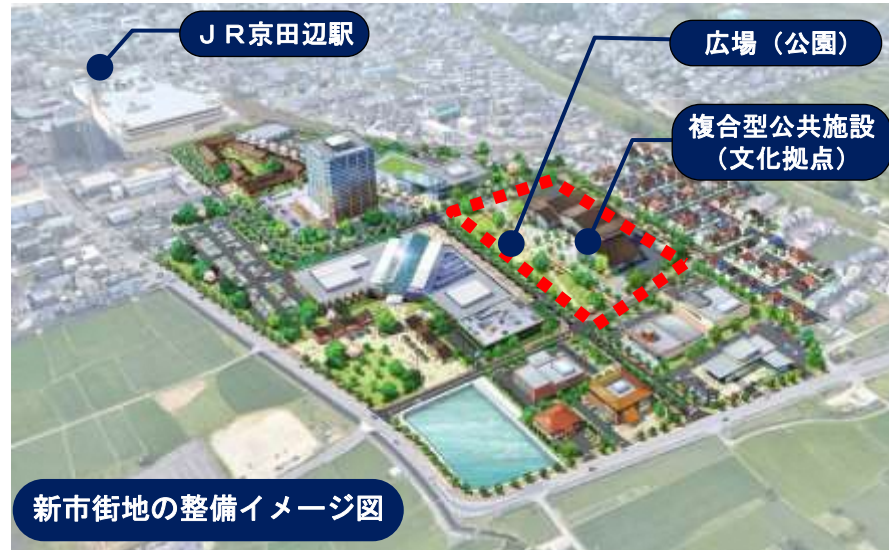 ＪＲ京田辺駅
広場（公園）
複合型公共施設
（文化拠点）
新市街地の整備イメージ図